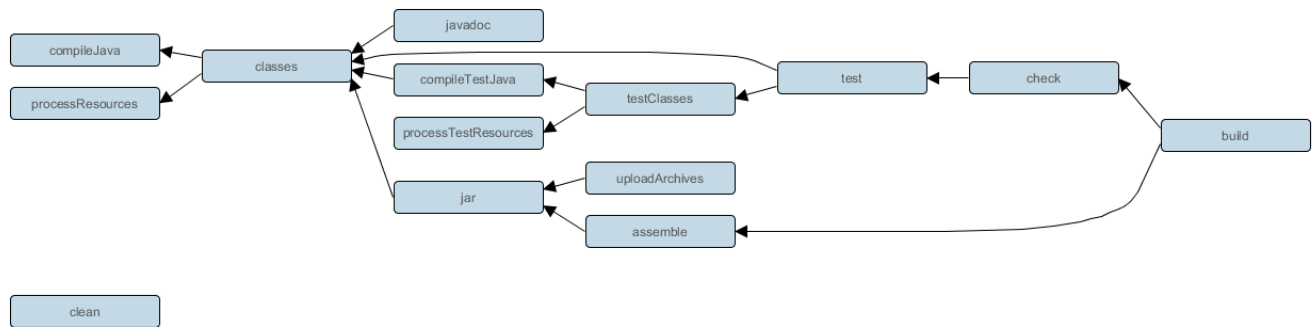 javadoc
compileJava
classes
compileTestJava
test
check
processResources
testClasses
processTestResources
build
uploadArchives
jar
assemble
clean